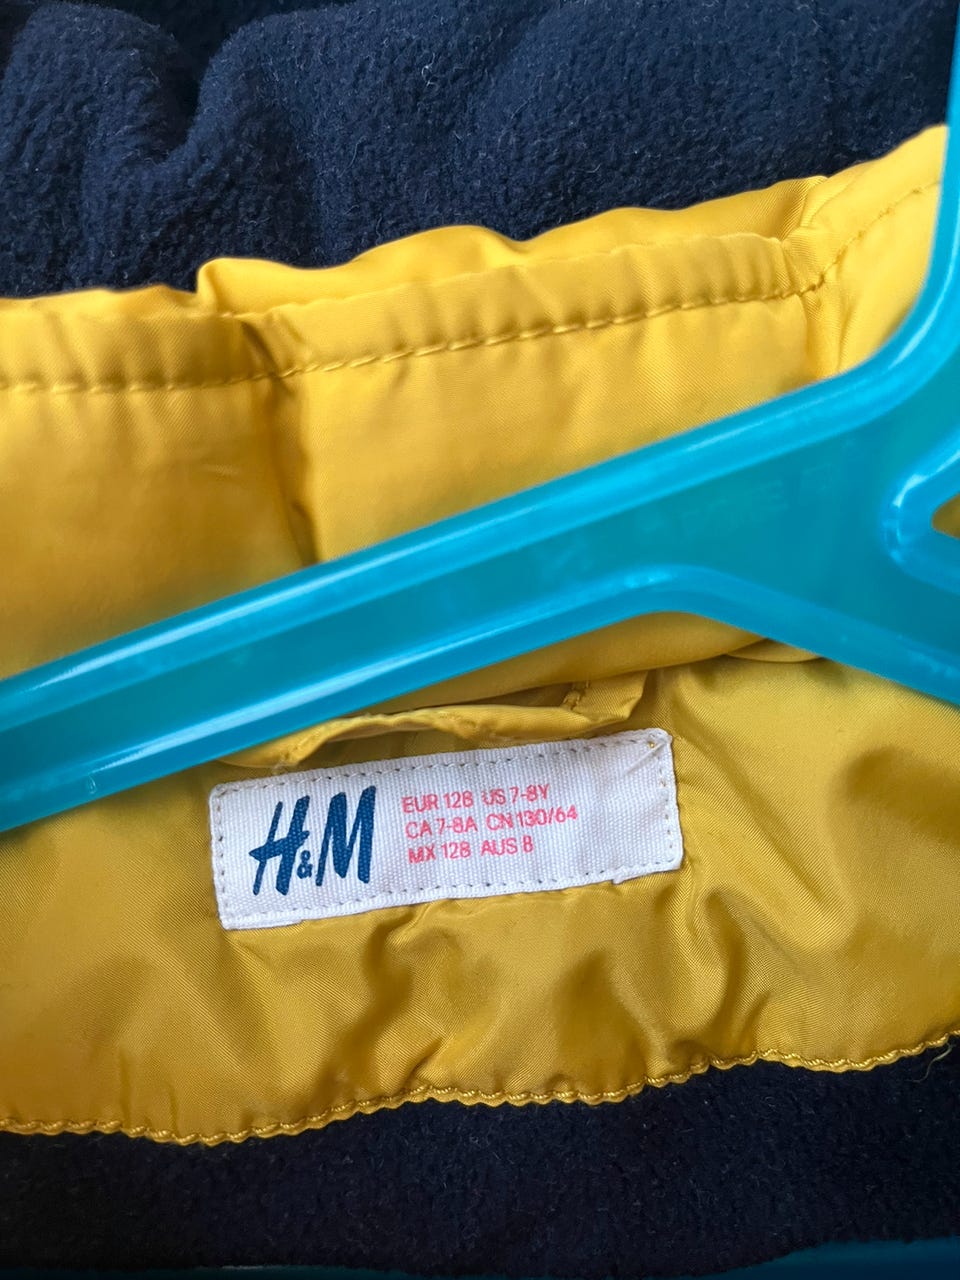 H&M
EUR 128 US 7-8Y
CA 7-8A CN 130/64
MX 128 AUS 8